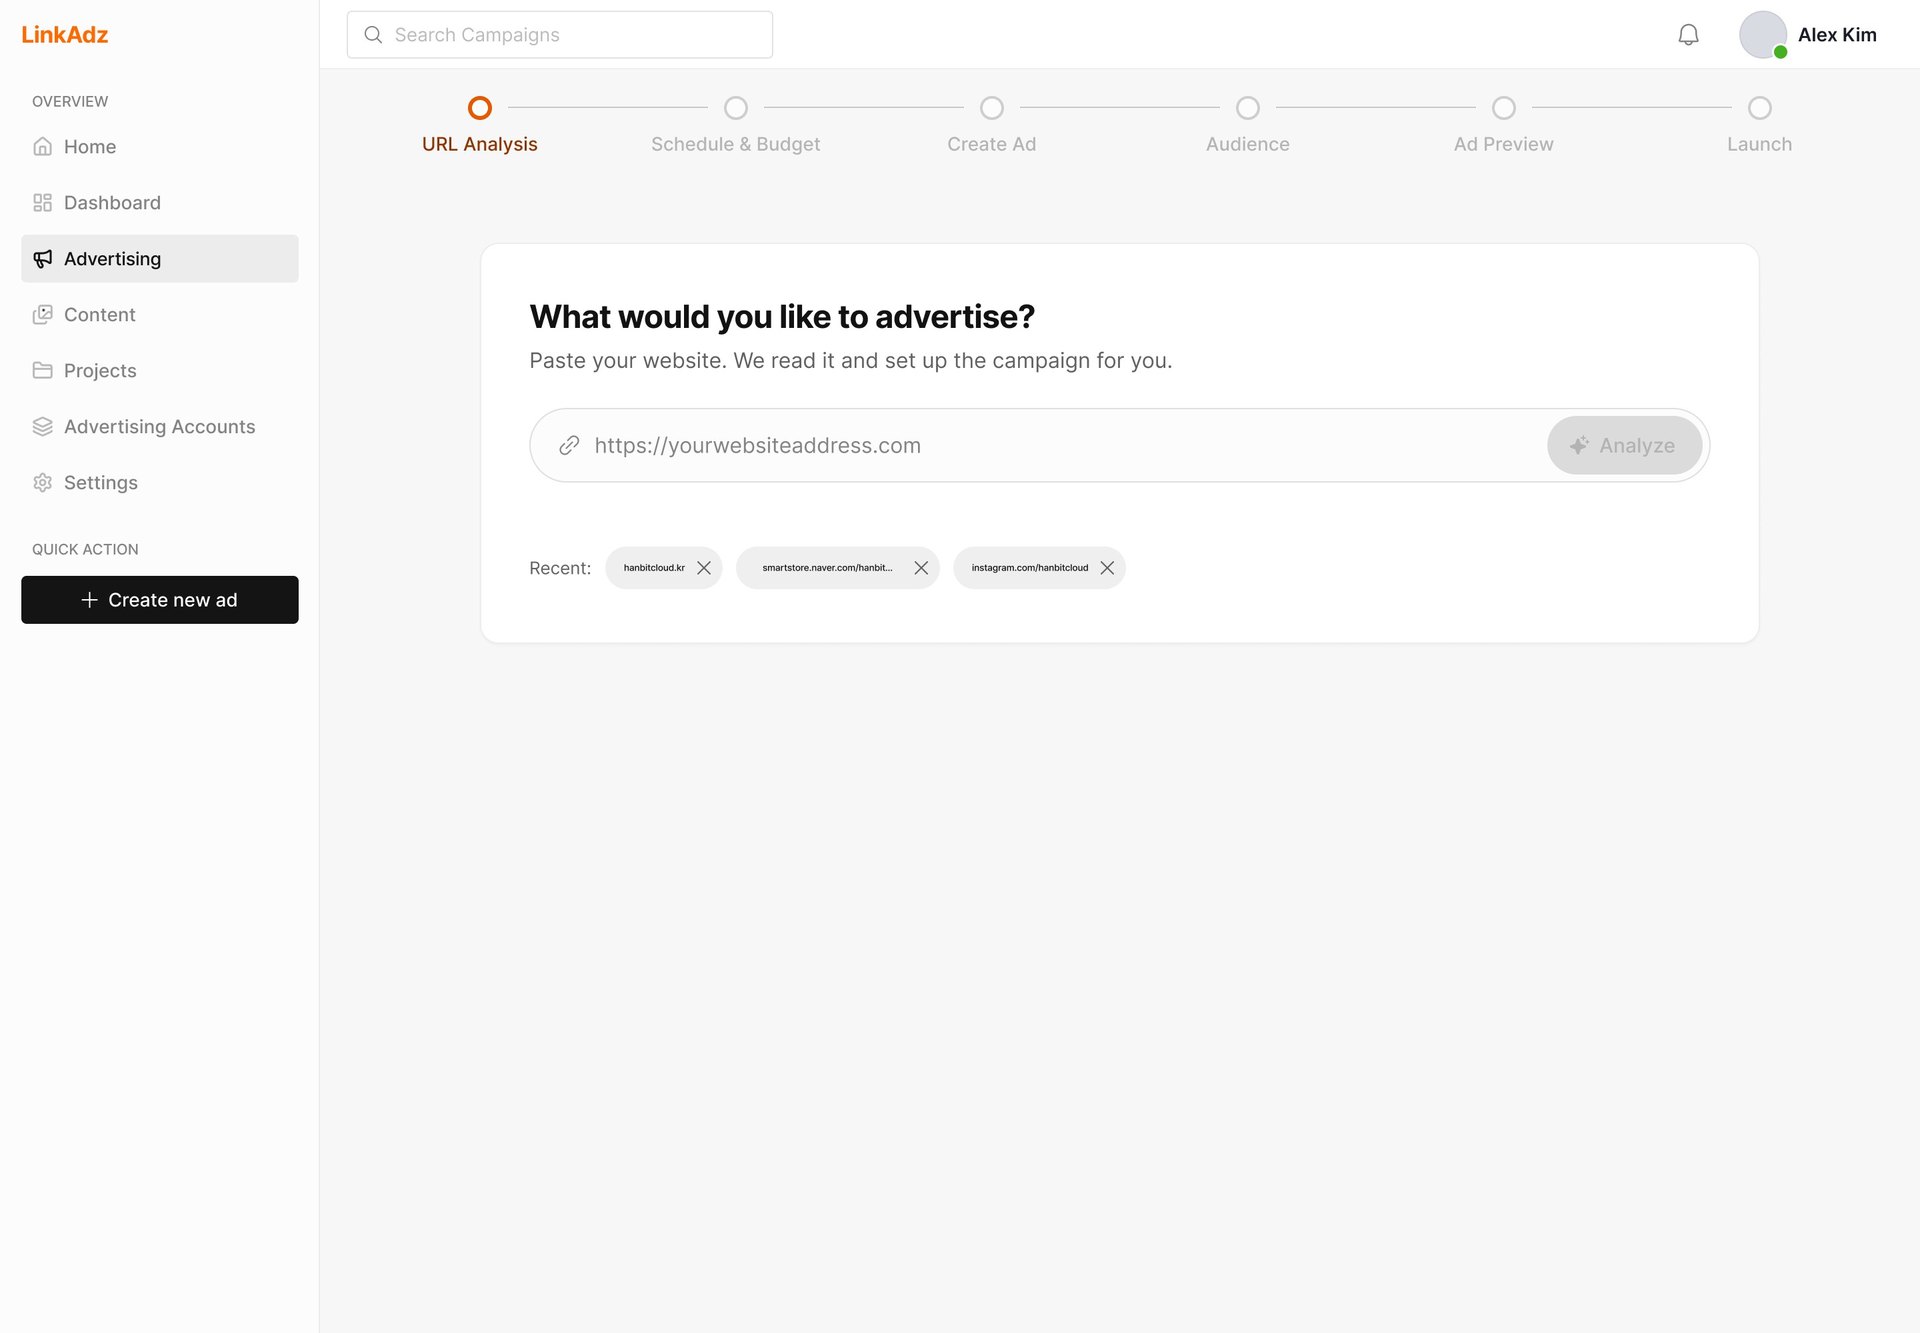 LinkAdz
Search Campaigns
Alex Kim
OVERVIEW
Home
Dashboard
Advertising
Content
Projects
Advertising Accounts
Settings
QUICK ACTION
Create new ad
URL Analysis
Schedule & Budget
Create Ad
Audience
Ad Preview
Launch
What would you like to advertise?
Paste your website. We read it and set up the campaign for you.
https://yourwebsiteaddress.com
Analyze
Recent:
hanbitcloud.kr
smartstore.naver.com/hanbit...
instagram.com/hanbitcloud